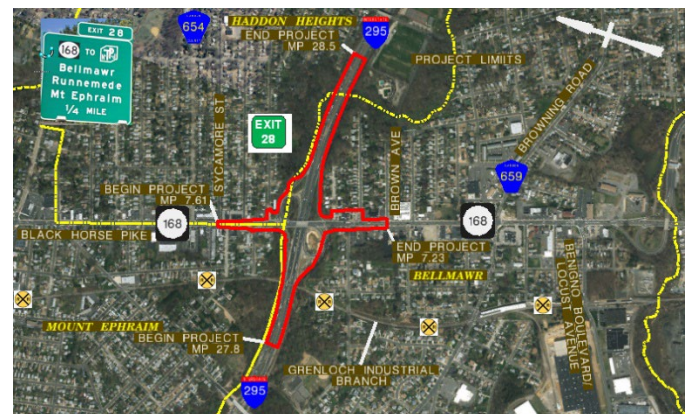 EXIT 28
168 TO
Bellmawr
Runnemede
Mt Ephraim
1/4 MILE
654
HADDON HEIGHTS
END PROJECT
MP 28.5
295
PROJECT LIMITS
BROWNING ROAD
EXIT
28
SYCAMORE ST
BROWN AVE
659
BEGIN PROJECT
MP 7.61
168
BLACK HORSE PIKE
168
END PROJECT
MP 7.23
BELLMAWR
BENIGNO BOULEVARD/
LOCUST AVENUE
MOUNT EPHRAIM
BEGIN PROJECT
MP 27.8
GRENLOCH INDUSTRIAL
BRANCH
295